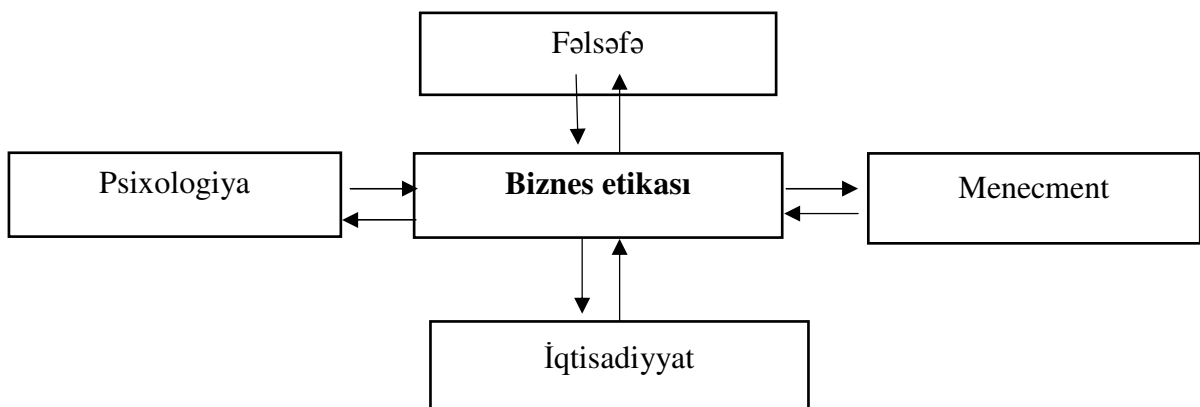 Fəlsəfə
Psixologiya
Biznes etikası
Menecment
İqtisadiyyat